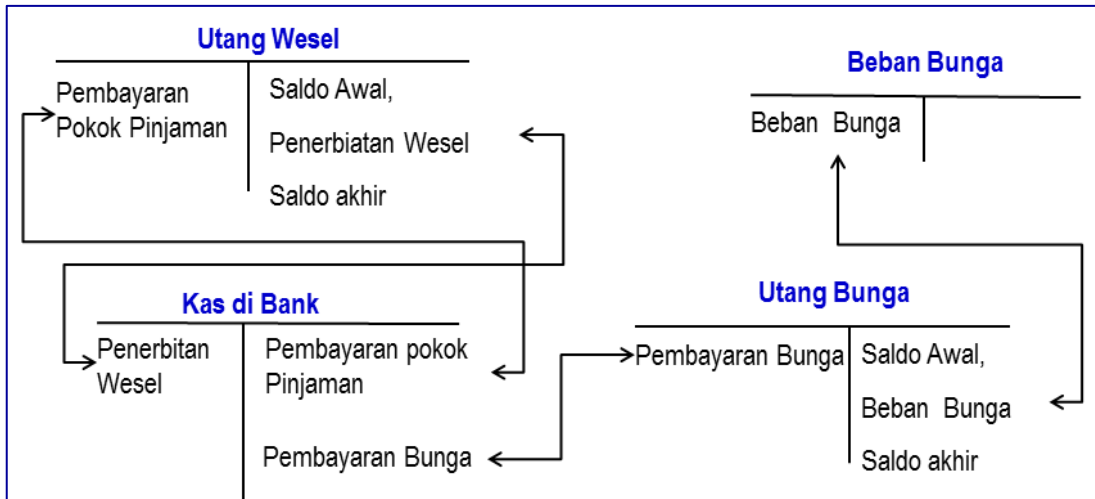 Utang Wesel
Pembayaran
Pokok Pinjaman
Saldo Awal,
Penerbiatan Wesel
Saldo akhir
Beban Bunga
Beban Bunga
Kas di Bank
Penerbitan
Wesel
Pembayaran pokok
Pinjaman
Pembayaran Bunga
Utang Bunga
Pembayaran Bunga
Saldo Awal,
Beban Bunga
Saldo akhir